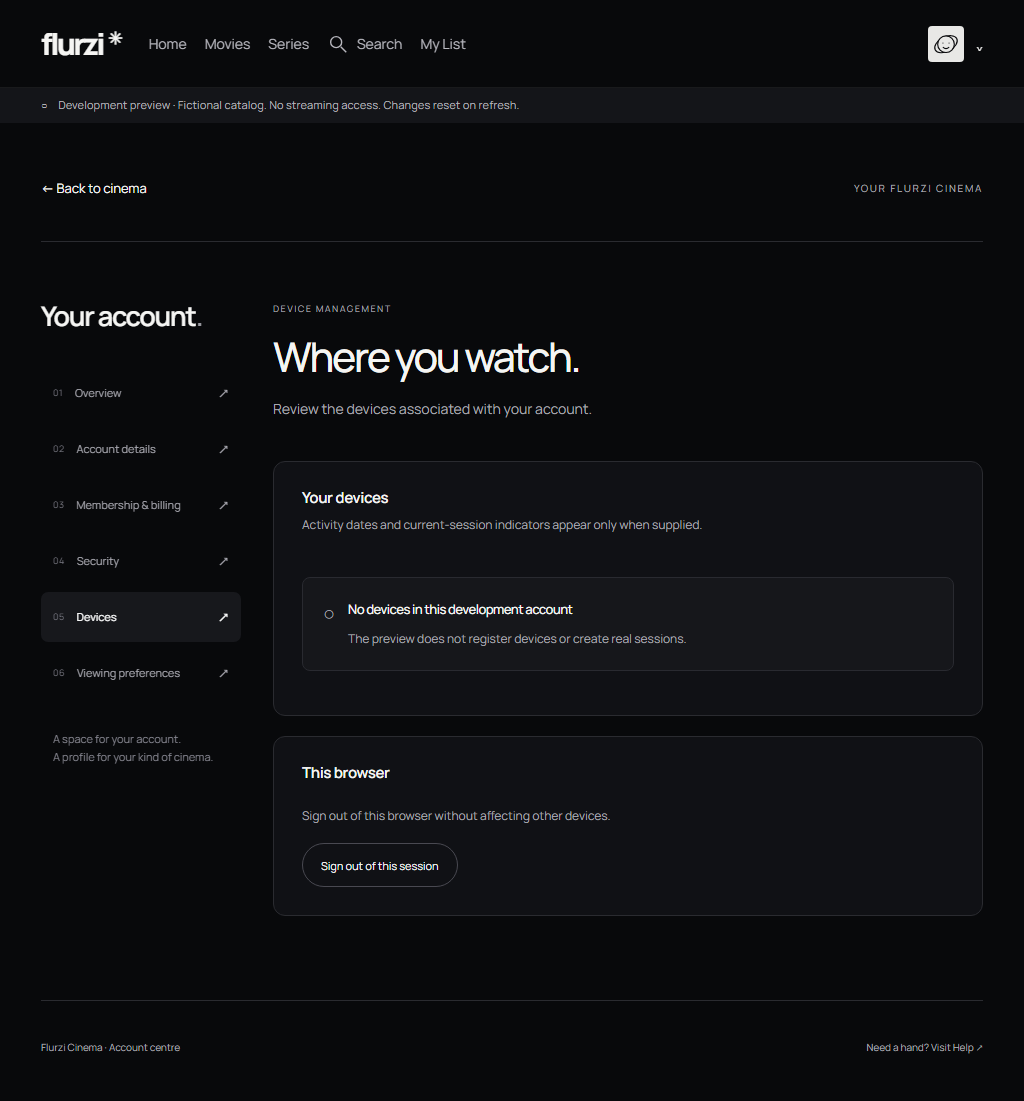 flurzi *
Home Movies Series Search My List
Development preview · Fictional catalog. No streaming access. Changes reset on refresh.
← Back to cinema
YOUR FLURZI CINEMA
Your account.
01 Overview ↗
02 Account details ↗
03 Membership & billing ↗
04 Security ↗
05 Devices ↗
06 Viewing preferences ↗
A space for your account.
A profile for your kind of cinema.
DEVICE MANAGEMENT
Where you watch.
Review the devices associated with your account.
Your devices
Activity dates and current-session indicators appear only when supplied.
No devices in this development account
The preview does not register devices or create real sessions.
This browser
Sign out of this browser without affecting other devices.
Sign out of this session
Flurzi Cinema · Account centre
Need a hand? Visit Help ↗